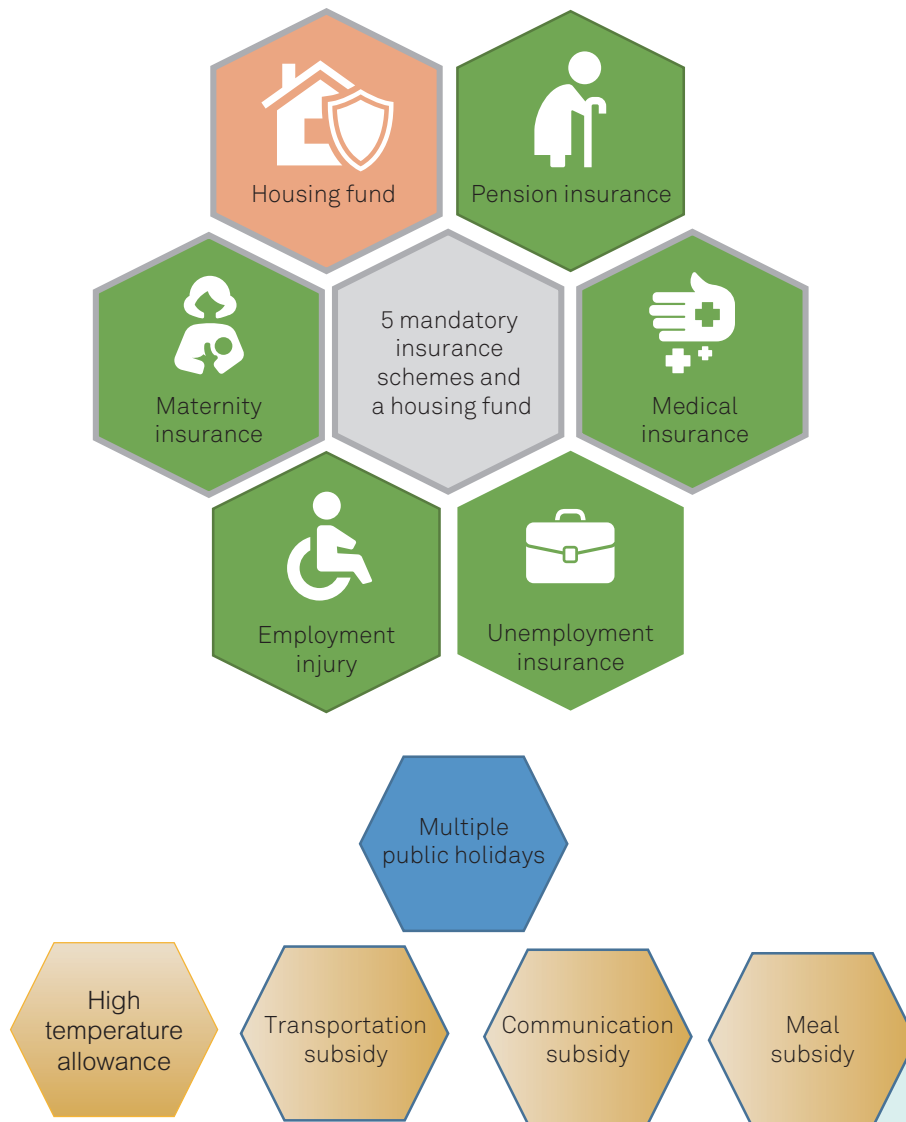 Housing fund
Pension insurance
Maternity
insurance
5 mandatory
insurance
schemes and
a housing fund
Medical
insurance
Employment
injury
Unemployment
insurance
Multiple
public holidays
High
temperature
allowance
Transportation
subsidy
Communication
subsidy
Meal
subsidy